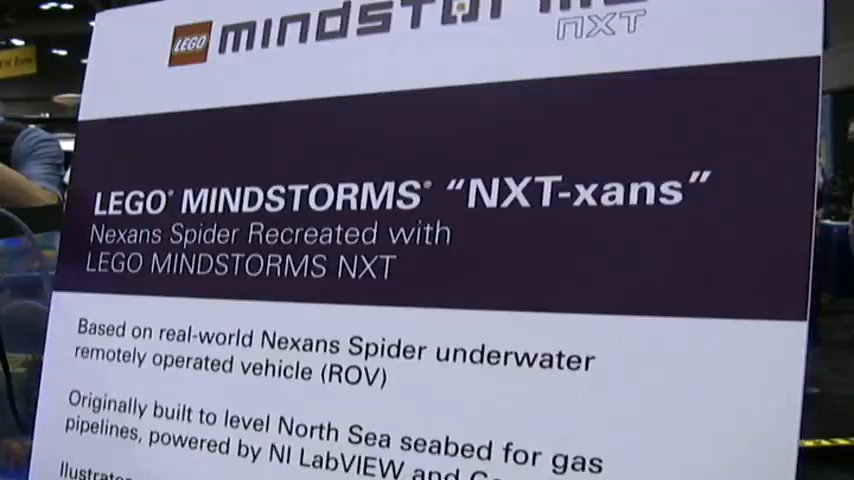 LEGO mindstorms
NXT
LEGO® MINDSTORMS® “NXT-xans”
Nexans Spider Recreated with
LEGO MINDSTORMS NXT
Based on real-world Nexans Spider underwater
remotely operated vehicle (ROV)
Originally built to level North Sea seabed for gas
pipelines, powered by NI LabVIEW and